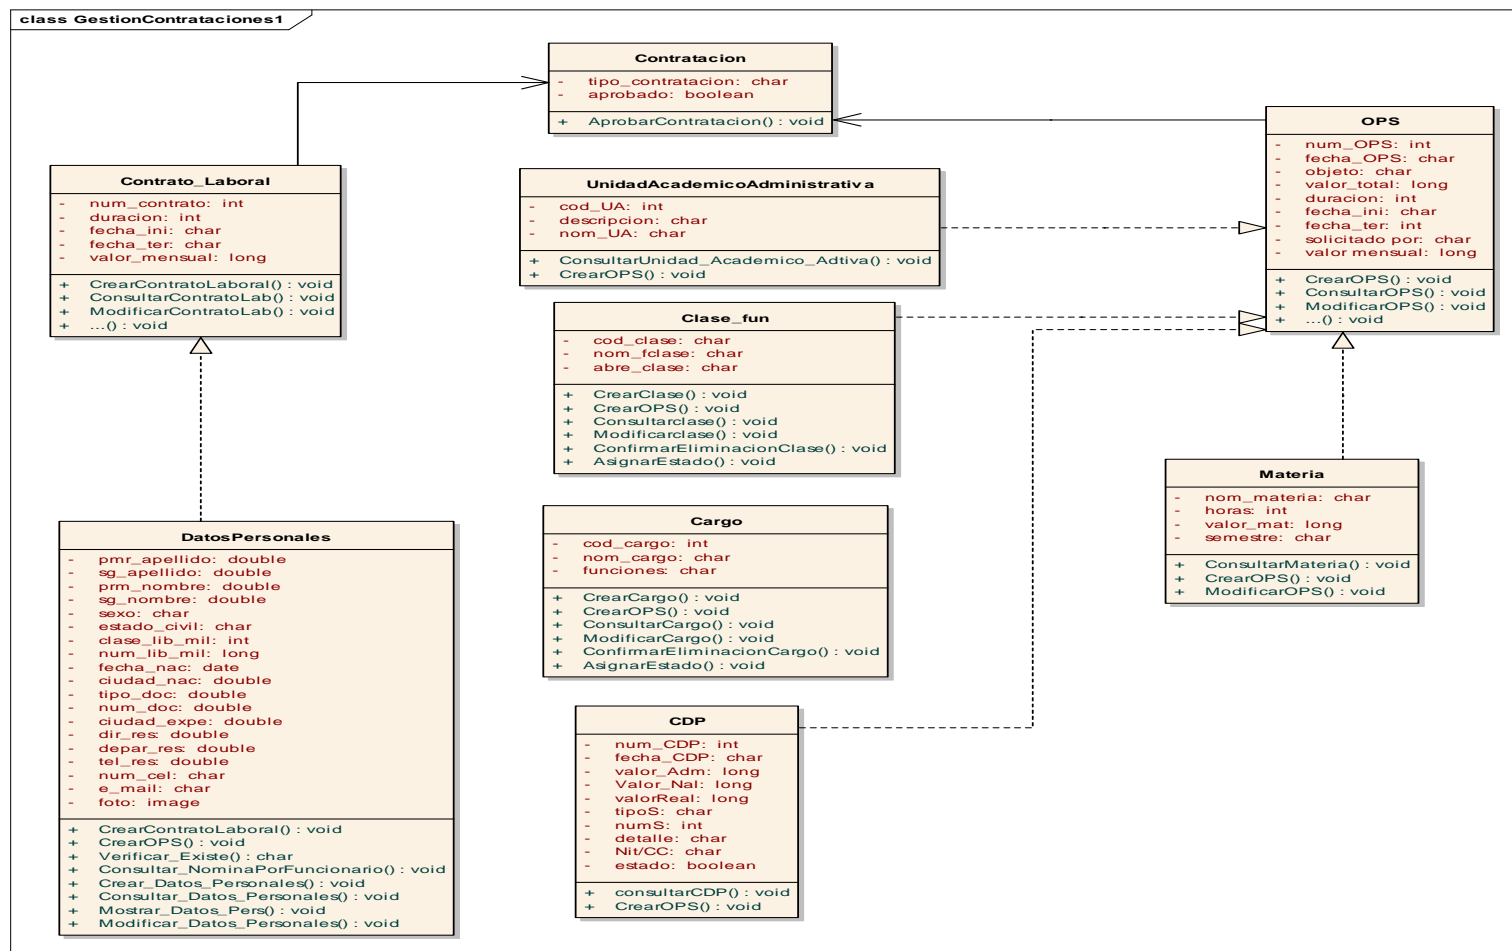 class GestionContrataciones1
Contratacion
- tipo_contratacion: char
- aprobado: boolean
+ AprobarContratacion() : void
OPS
- num_OPS: int
- fecha_OPS: char
- objeto: char
- valor_total: long
- duracion: int
- fecha_ini: char
- fecha_ter: int
- solicitado por: char
- valor mensual: long
+ CrearOPS() : void
+ ConsultarOPS() : void
+ ModificarOPS() : void
+ ...() : void
Contrato_Laboral
- num_contrato: int
- duracion: int
- fecha_ini: char
- fecha_ter: char
- valor_mensual: long
+ CrearContratoLaboral() : void
+ ConsultarContratoLab() : void
+ ModificarContratoLab() : void
+ ...() : void
UnidadAcademicoAdministrativa
- cod_UA: int
- descripcion: char
- nom_UA: char
+ ConsultarUnidad_Academico_Adtiva() : void
+ CrearOPS() : void
Clase_fun
- cod_clase: char
- nom_fclase: char
- abre_clase: char
+ CrearClase() : void
+ CrearOPS() : void
+ Consultarclase() : void
+ Modificarclase() : void
+ ConfirmarEliminacionClase() : void
+ AsignarEstado() : void
Materia
- nom_materia: char
- horas: int
- valor_mat: long
- semestre: char
+ ConsultarMateria() : void
+ CrearOPS() : void
+ ModificarOPS() : void
Cargo
- cod_cargo: int
- nom_cargo: char
- funciones: char
+ CrearCargo() : void
+ CrearOPS() : void
+ ConsultarCargo() : void
+ ModificarCargo() : void
+ ConfirmarEliminacionCargo() : void
+ AsignarEstado() : void
DatosPersonales
- pmr_apellido: double
- sg_apellido: double
- prm_nombre: double
- sg_nombre: double
- sexo: char
- estado_civil: char
- clase_lib_mil: int
- num_lib_mil: long
- fecha_nac: date
- ciudad_nac: double
- tipo_doc: double
- num_doc: double
- ciudad_expe: double
- dir_res: double
- depar_res: double
- tel_res: double
- num_cel: char
- e_mail: char
- foto: image
+ CrearContratoLaboral() : void
+ CrearOPS() : void
+ Verificar_Existe() : char
+ Consultar_NominaPorFuncionario() : void
+ Crear_Datos_Personales() : void
+ Consultar_Datos_Personales() : void
+ Mostrar_Datos_Pers() : void
+ Modificar_Datos_Personales() : void
CDP
- num_CDP: int
- fecha_CDP: char
- valor_Adm: long
- Valor_Nal: long
- valorReal: long
- tipoS: char
- numS: int
- detalle: char
- Nit/CC: char
- estado: boolean
+ consultarCDP() : void
+ CrearOPS() : void